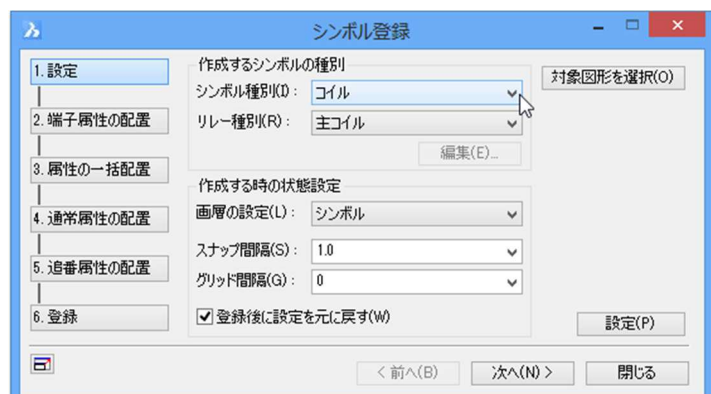 シンボル登録
1. 設定
2. 端子属性の配置
3. 属性の一括配置
4. 通常属性の配置
5. 追番属性の配置
6. 登録
作成するシンボルの種別
シンボル種別(I): コイル
リレー種別(R): 主コイル
編集(E)...
作成する時の状態設定
画層の設定(L): シンボル
スナップ間隔(S): 1.0
グリッド間隔(G): 0
登録後に設定を元に戻す(W)
対象図形を選択(O)
設定(P)
< 前へ(B) 次へ(N) > 閉じる